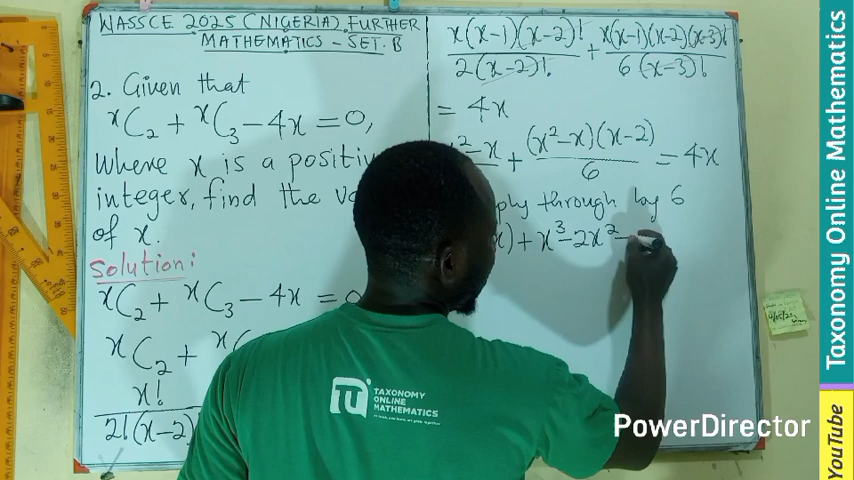 WASSCE 2025 (NIGERIA) FURTHER
MATHEMATICS - SET. B
2. Given that
ˣC₂ + ˣC₃ - 4x = 0,
Where x is a positiv
integer, find the v
of x.
Solution:
ˣC₂ + ˣC₃ - 4x = 0
ˣC₂ + ˣC
x!
2!(x-2)
x(x-1)(x-2)!/2(x-2)! + x(x-1)(x-2)(x-3)!/6(x-3)!
= 4x
²-x + (x²-x)(x-2)/6 = 4x
ply through by 6
x) + x³-2x²-
TU TAXONOMY
ONLINE
MATHEMATICS
PowerDirector
Taxonomy Online Mathematics
YouTube